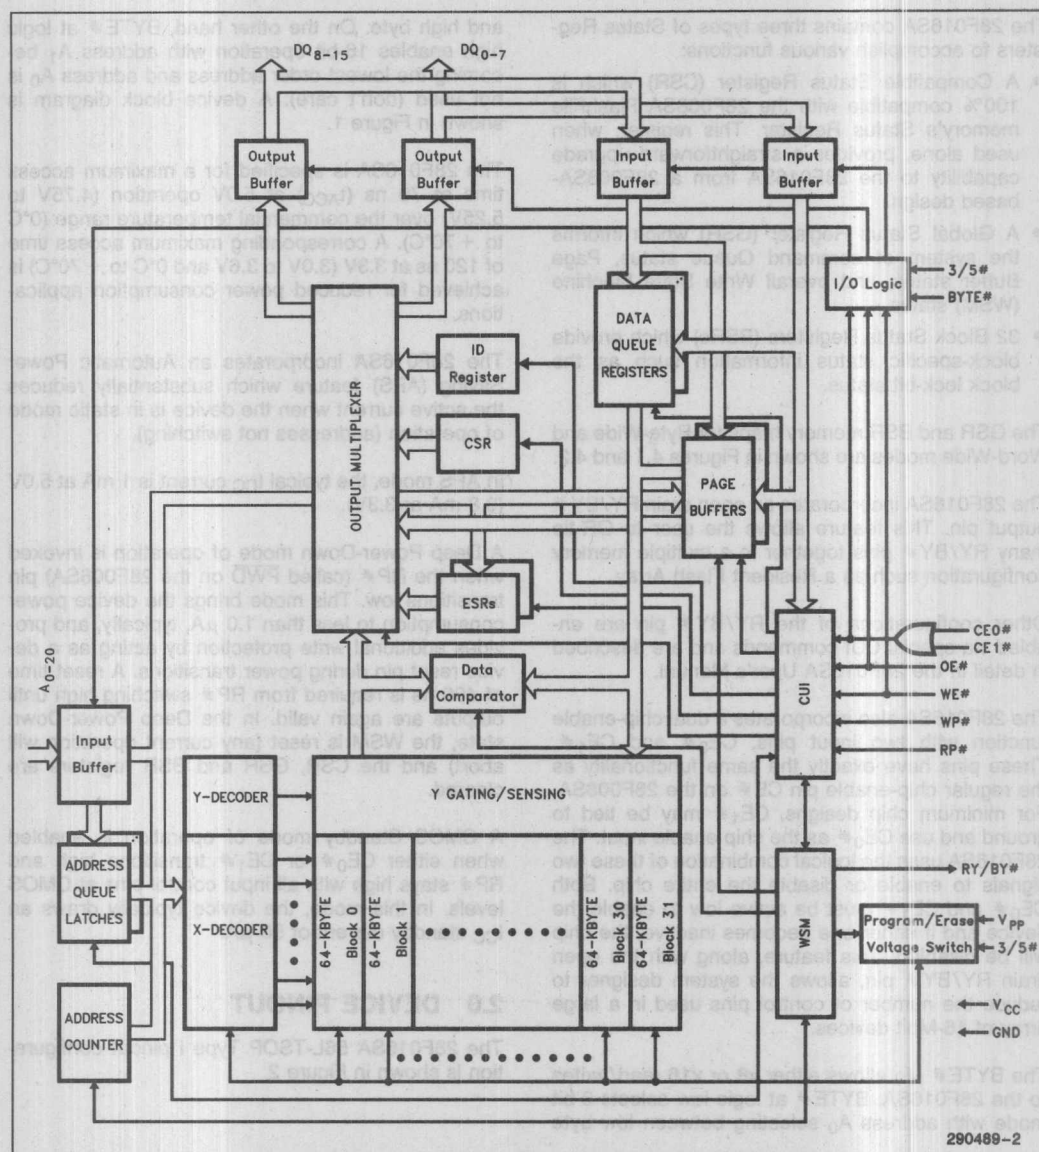 DQ8-15
DQ0-7
Output
Buffer
Output
Buffer
Input
Buffer
Input
Buffer
I/O Logic
3/5#
BYTE#
DATA
QUEUE
REGISTERS
ID
Register
OUTPUT MULTIPLEXER
CSR
PAGE
BUFFERS
ESRs
CUI
CE0#
CE1#
OE#
WE#
WP#
RP#
Data
Comparator
A0-20
Input
Buffer
Y-DECODER
Y GATING/SENSING
ADDRESS
QUEUE
LATCHES
X-DECODER
64-KBYTE
Block 0
64-KBYTE
Block 1
64-KBYTE
Block 30
64-KBYTE
Block 31
WSM
RY/BY#
Program/Erase
Voltage Switch
VPP
3/5#
VCC
GND
ADDRESS
COUNTER
290489-2